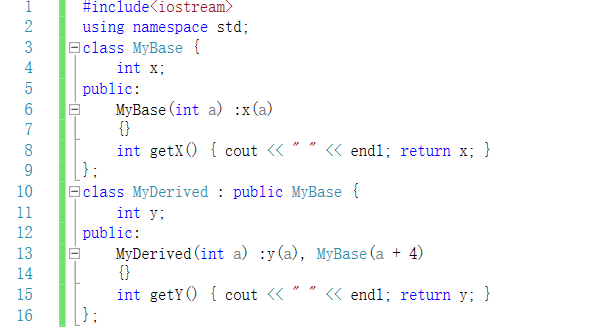 1 #include<iostream>
2 using namespace std;
3 class MyBase {
4 int x;
5 public:
6 MyBase(int a) :x(a)
7 {}
8 int getX() { cout << " " << endl; return x; }
9 };
10 class MyDerived : public MyBase {
11 int y;
12 public:
13 MyDerived(int a) :y(a), MyBase(a + 4)
14 {}
15 int getY() { cout << " " << endl; return y; }
16 };